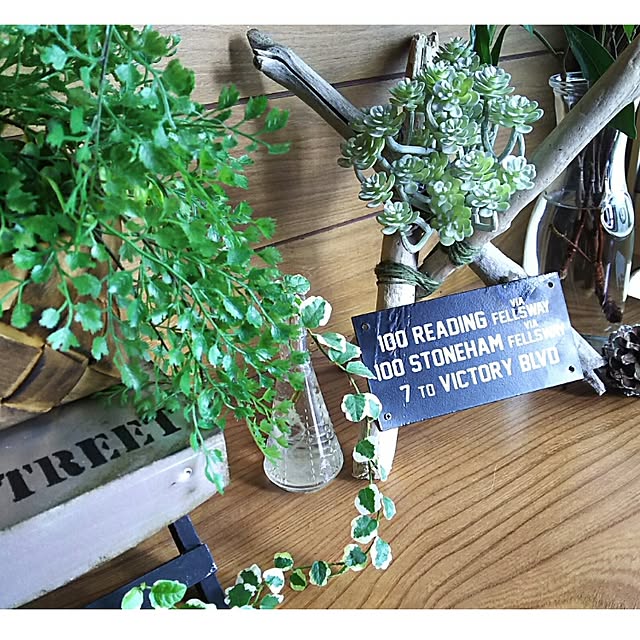 100 READING VIA FELLSWAY
100 STONEHAM VIA FELLSWAY
7 TO VICTORY BLVD
TREET